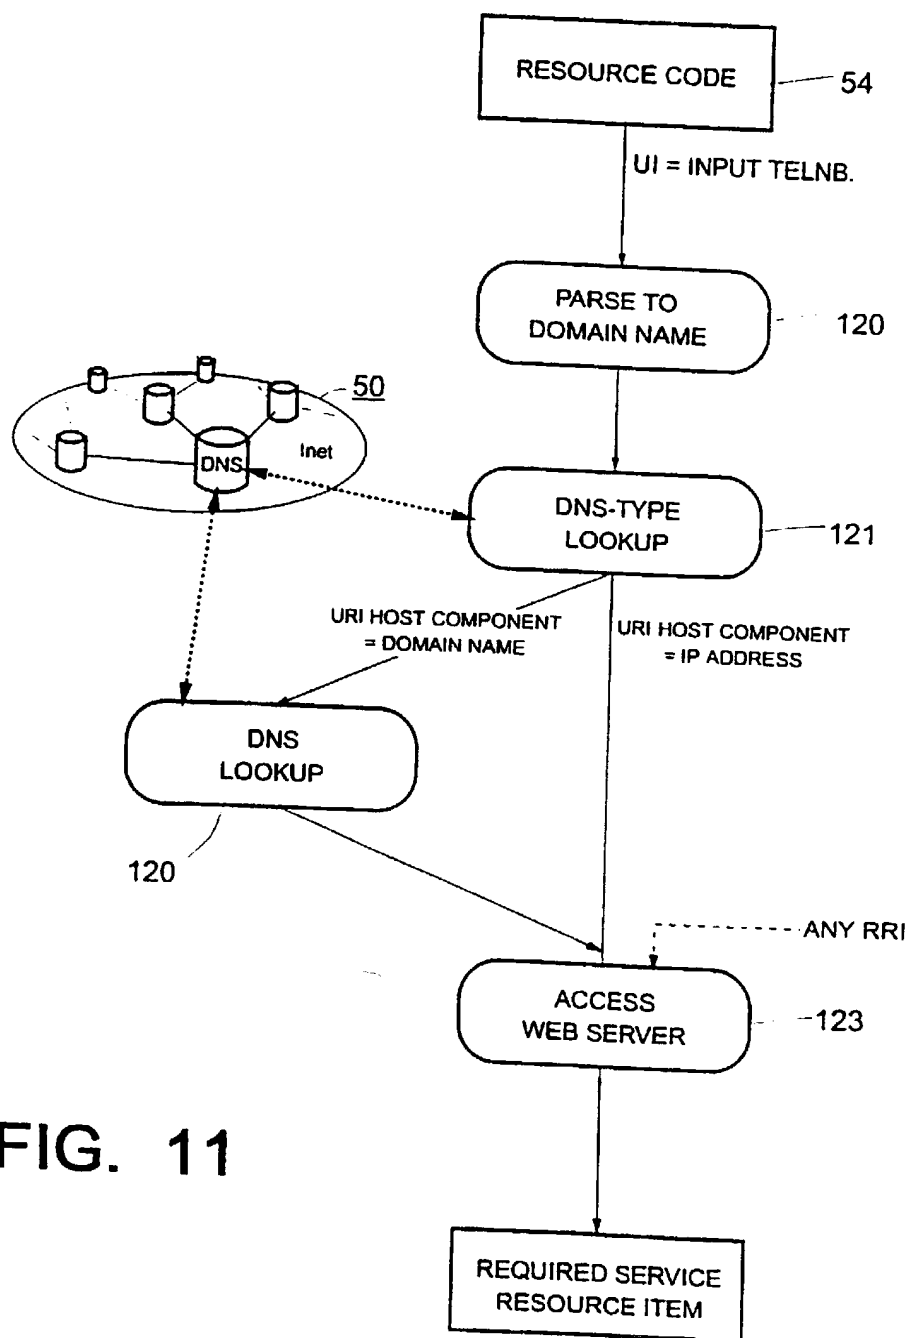 RESOURCE CODE
54
UI = INPUT TELNB.
PARSE TO
DOMAIN NAME
120
50
Inet
DNS
DNS-TYPE
LOOKUP
121
URI HOST COMPONENT
= DOMAIN NAME
URI HOST COMPONENT
= IP ADDRESS
DNS
LOOKUP
120
ANY RRI
ACCESS
WEB SERVER
123
FIG. 11
REQUIRED SERVICE
RESOURCE ITEM